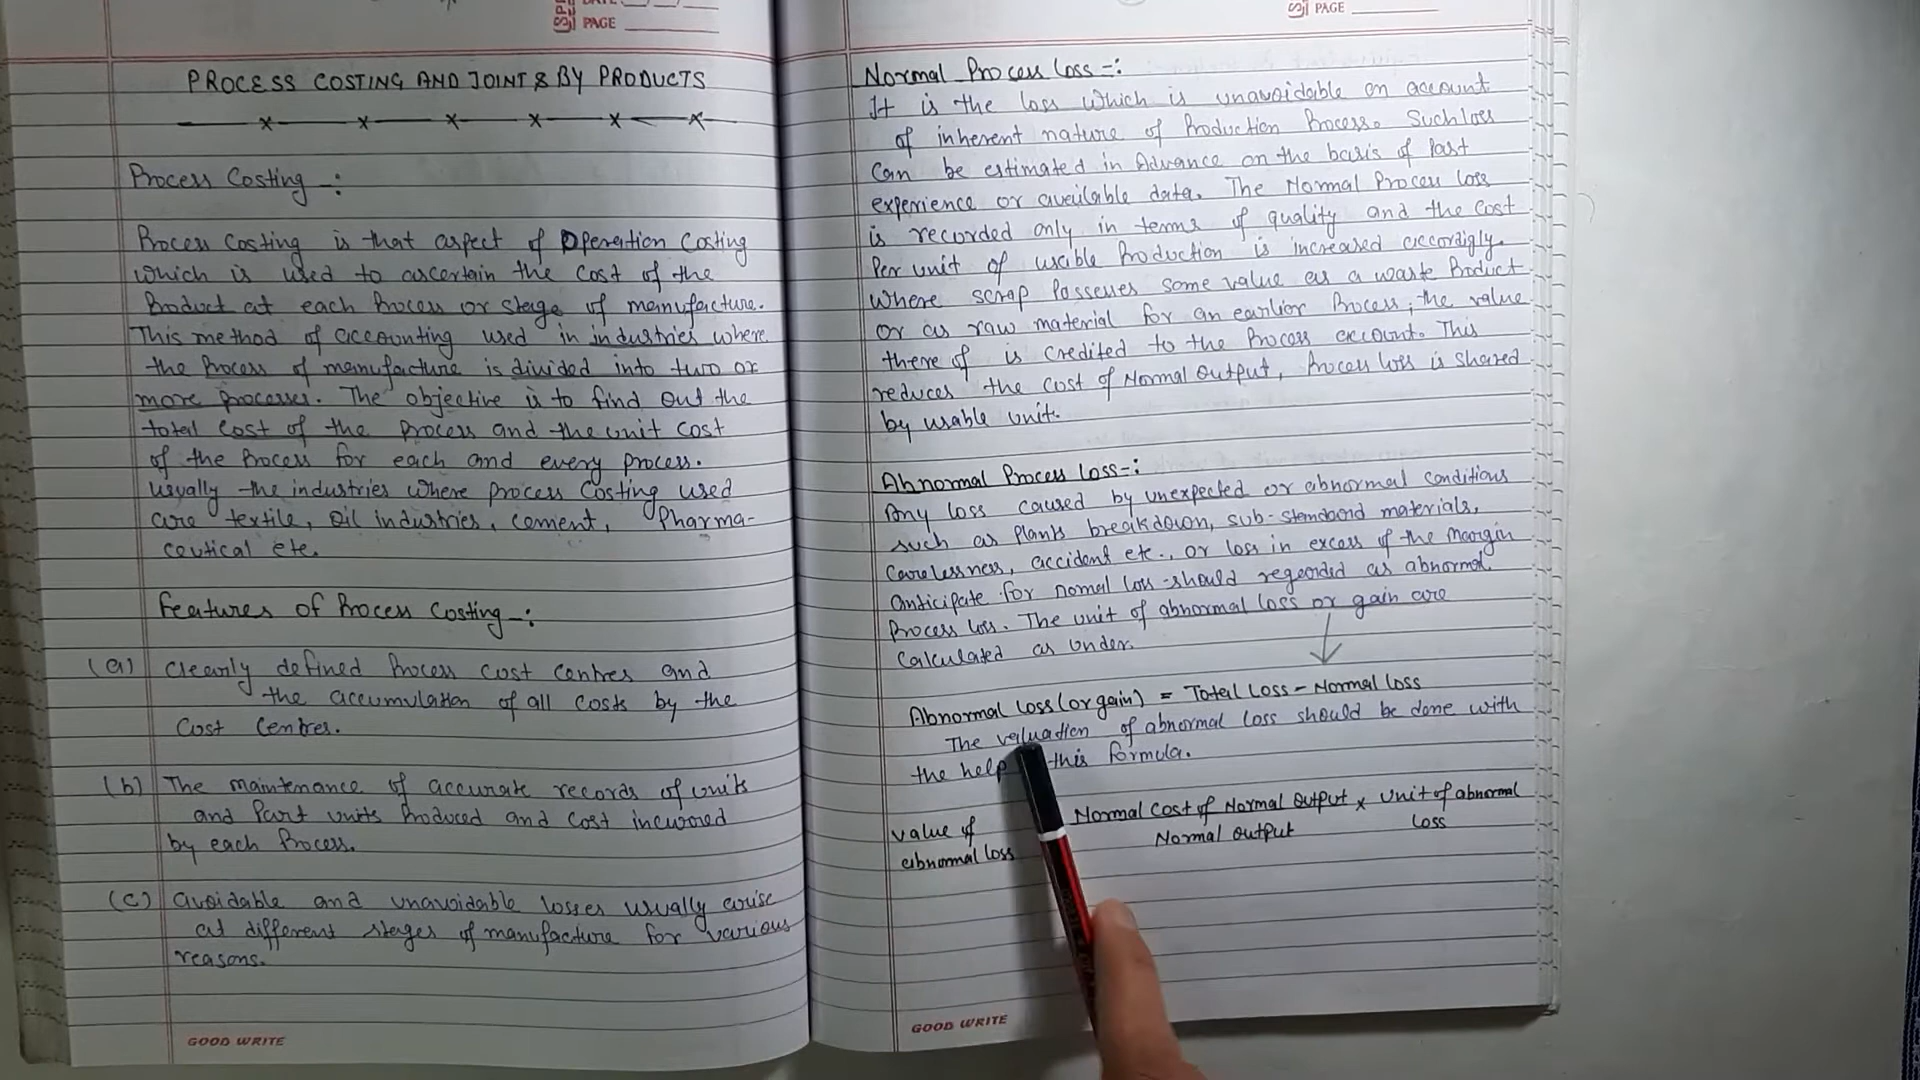 PAGE
PROCESS COSTING AND JOINT & BY PRODUCTS
Process Costing -:
Process Costing is that aspect of Operation Costing
which is used to ascertain the cost of the
Product at each Process or stage of manufacture.
This method of accounting used in industries where
the Process of manufacture is divided into two or
more processes. The objective is to find out the
total cost of the process and the unit cost
of the Process for each and every process.
Usually the industries where process Costing used
are textile, oil industries, cement, Pharma-
ceutical etc.
Features of Process Costing -:
(a) Clearly defined Process cost centres and
the accumulation of all costs by the
Cost Centres.
(b) The maintenance of accurate records of units
and Part units Produced and cost incurred
by each Process.
(c) avoidable and unavoidable losses usually arise
at different stages of manufacture for various
reasons.
GOOD WRITE
PAGE
Normal Process Loss -:
It is the loss which is unavoidable on account
of inherent nature of Production Process. Such loss
Can be estimated in Advance on the basis of Past
experience or available data. The Normal Process loss
is recorded only in terms of quality and the cost
Per unit of usable Production is increased accordigly.
Where scrap Possesses some value as a waste Product
or as raw material for an earlior Process, the value
there of is credited to the Process account. This
reduces the cost of Normal Output, Process loss is shared
by usable unit.
Abnormal Process Loss -:
Any loss caused by unexpected or abnormal conditions
such as Plants breakdown, sub-standard materials,
carelessness, accident etc., or loss in excess of the margin
anticipate for nomal loss should regarded as abnormal
Process loss. The unit of abnormal loss or gain are
Calculated as under.
Abnormal Loss (or gain) = Total Loss - Normal loss
The valuation of abnormal loss should be done with
the help this formula.
value of abnormal loss
Normal Cost of Normal Output × Unit of abnormal
Normal output loss
GOOD WRITE